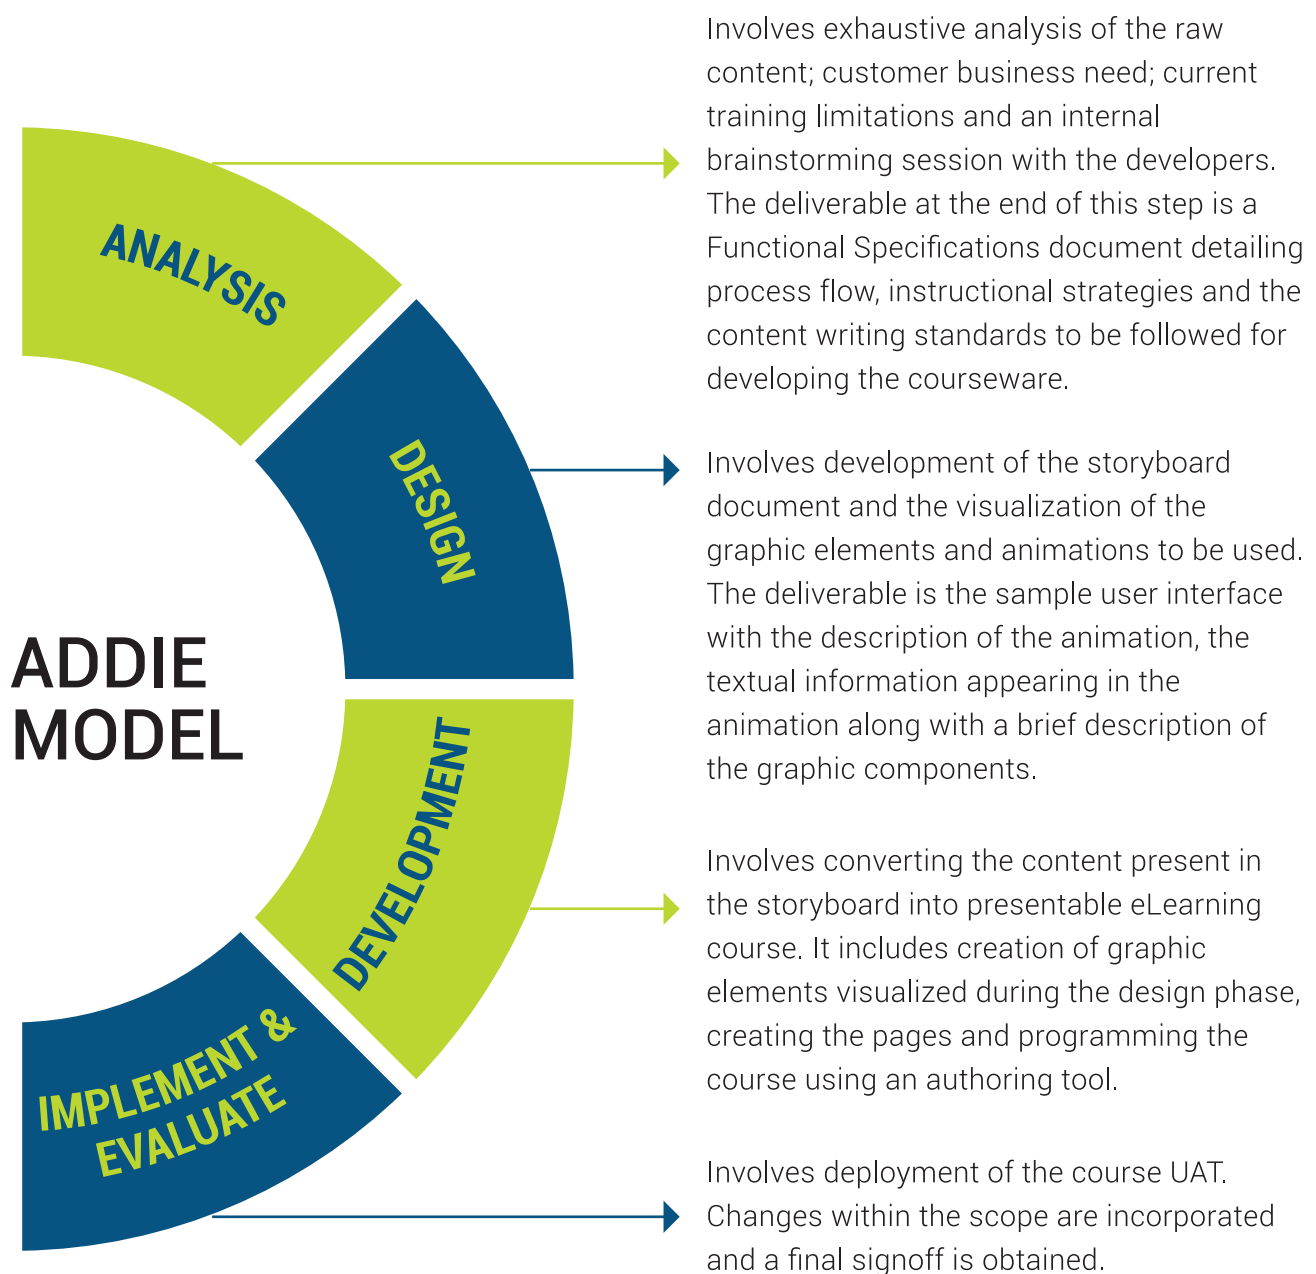 ADDIE
MODEL
ANALYSIS
Involves exhaustive analysis of the raw
content; customer business need; current
training limitations and an internal
brainstorming session with the developers.
The deliverable at the end of this step is a
Functional Specifications document detailing
process flow, instructional strategies and the
content writing standards to be followed for
developing the courseware.
DESIGN
Involves development of the storyboard
document and the visualization of the
graphic elements and animations to be used.
The deliverable is the sample user interface
with the description of the animation, the
textual information appearing in the
animation along with a brief description of
the graphic components.
DEVELOPMENT
Involves converting the content present in
the storyboard into presentable eLearning
course. It includes creation of graphic
elements visualized during the design phase,
creating the pages and programming the
course using an authoring tool.
IMPLEMENT &
EVALUATE
Involves deployment of the course UAT.
Changes within the scope are incorporated
and a final signoff is obtained.